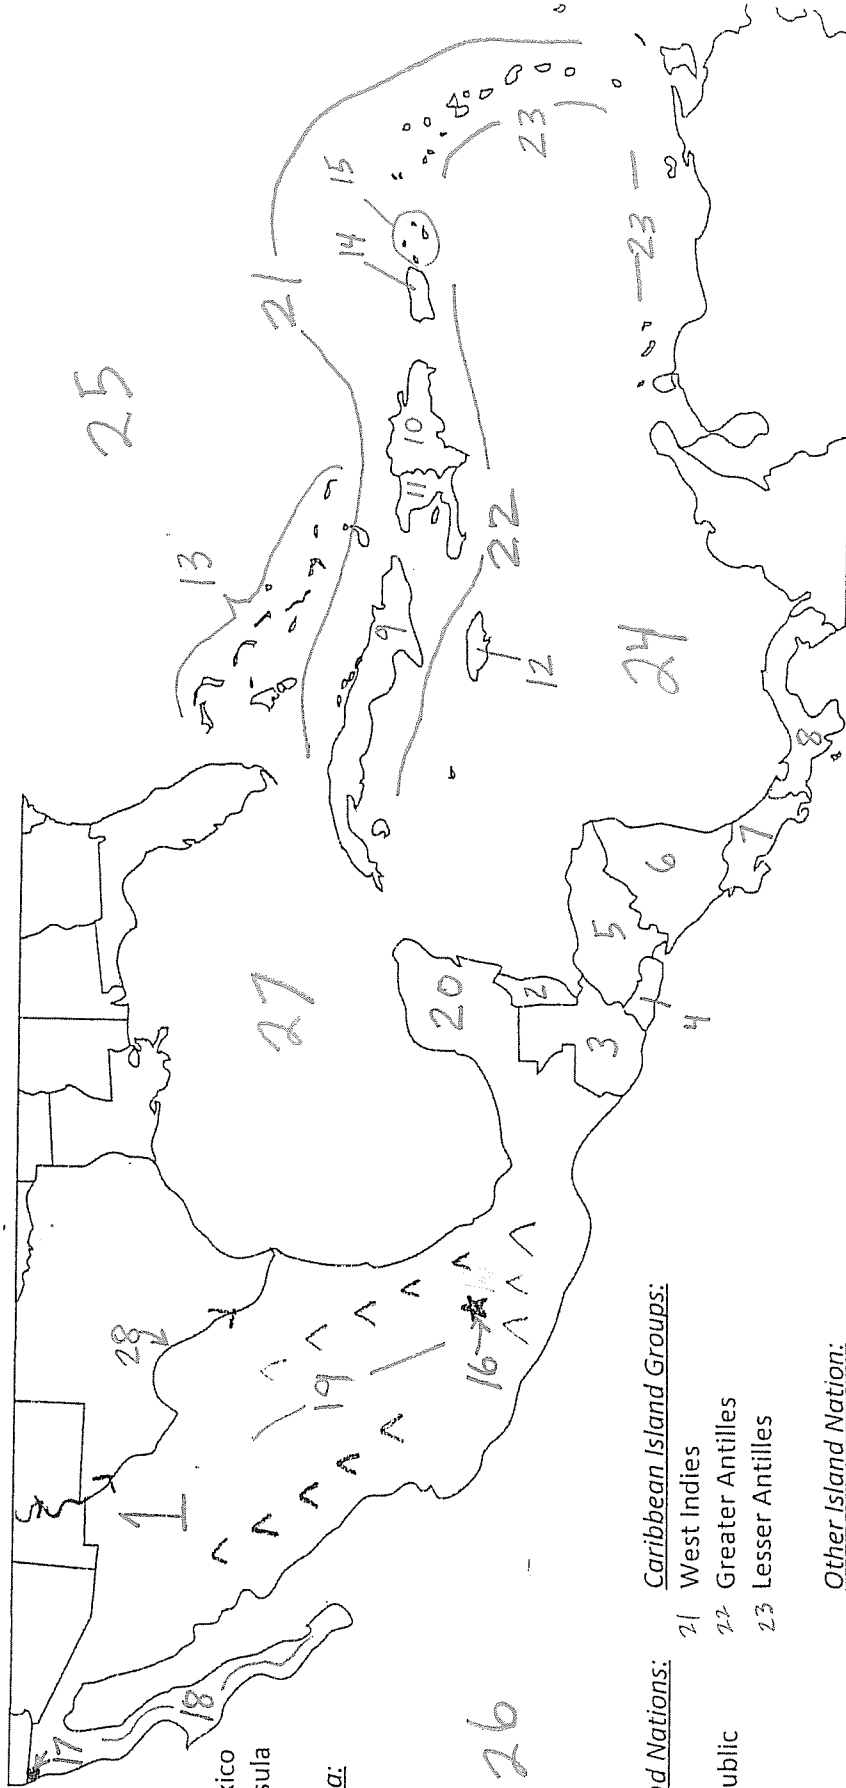 25
21
13
14
15
23
10
11
9
22
12
23
24
27
28
1
19
16
17
18
20
2
3
4
5
6
7
8
26
xico
sula
a:
nd Nations:
ublic
Caribbean Island Groups:
21 West Indies
22 Greater Antilles
23 Lesser Antilles
Other Island Nation: